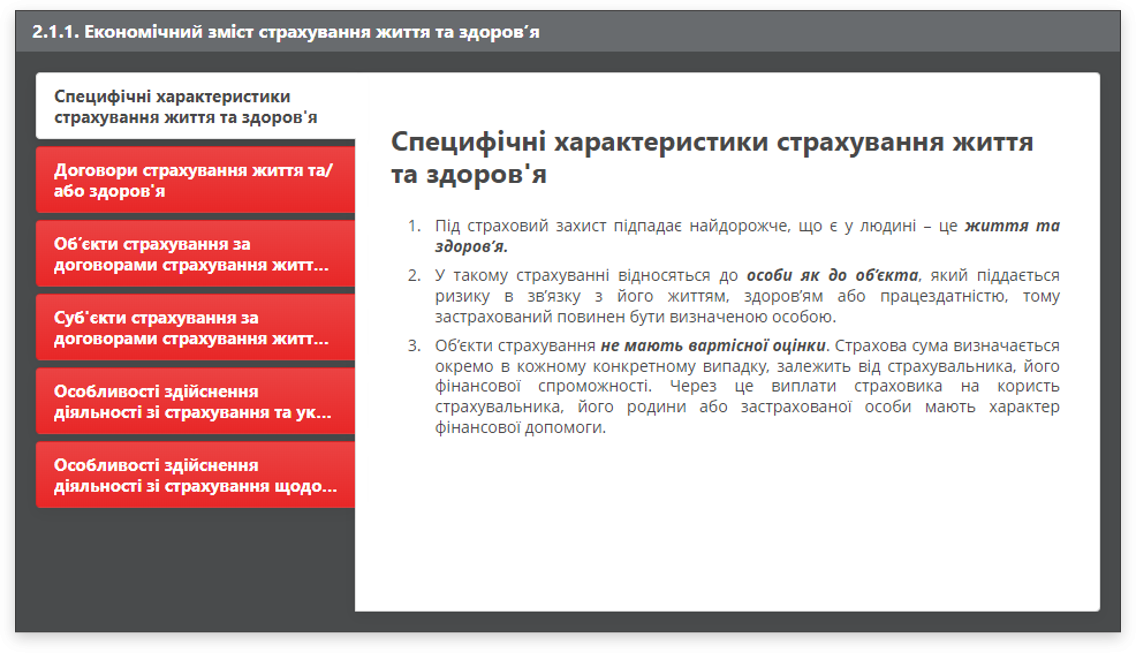 2.1.1. Економічний зміст страхування життя та здоров’я
Специфічні характеристики
страхування життя та здоров'я
Договори страхування життя та/
або здоров'я
Об’єкти страхування за
договорами страхування житт...
Суб'єкти страхування за
договорами страхування житт...
Особливості здійснення
діяльності зі страхування та ук...
Особливості здійснення
діяльності зі страхування щодо...
Специфічні характеристики страхування життя
та здоров'я
1. Під страховий захист підпадає найдорожче, що є у людині – це життя та
здоров’я.
2. У такому страхуванні відносяться до особи як до об’єкта, який піддається
ризику в зв’язку з його життям, здоров’ям або працездатністю, тому
застрахований повинен бути визначеною особою.
3. Об’єкти страхування не мають вартісної оцінки. Страхова сума визначається
окремо в кожному конкретному випадку, залежить від страхувальника, його
фінансової спроможності. Через це виплати страховика на користь
страхувальника, його родини або застрахованої особи мають характер
фінансової допомоги.